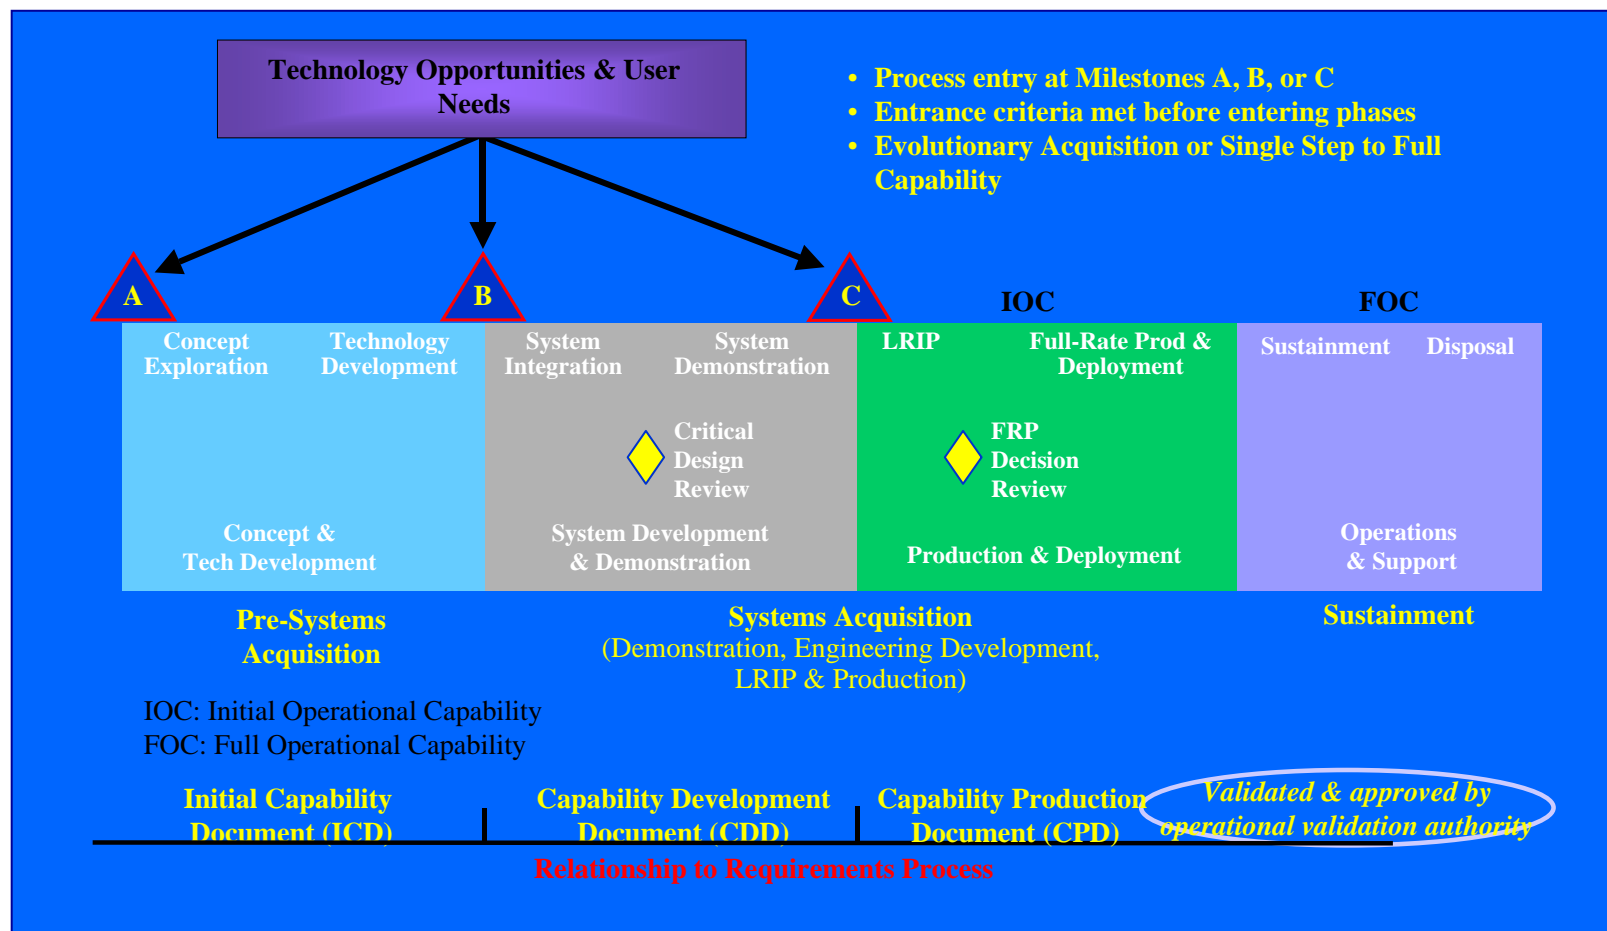 Technology Opportunities & User
Needs
• Process entry at Milestones A, B, or C
• Entrance criteria met before entering phases
• Evolutionary Acquisition or Single Step to Full
Capability
A
B
C
IOC
FOC
Concept
Exploration
Technology
Development
System
Integration
System
Demonstration
LRIP
Full-Rate Prod &
Deployment
Sustainment
Disposal
Critical
Design
Review
FRP
Decision
Review
Concept &
Tech Development
System Development
& Demonstration
Production & Deployment
Operations
& Support
Pre-Systems
Acquisition
Systems Acquisition
(Demonstration, Engineering Development,
LRIP & Production)
Sustainment
IOC: Initial Operational Capability
FOC: Full Operational Capability
Initial Capability
Document (ICD)
Capability Development
Document (CDD)
Capability Production
Document (CPD)
Validated & approved by
operational validation authority
Relationship to Requirements Process